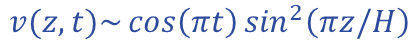 v(z,t)~ cos(πt) sin²(πz/H)